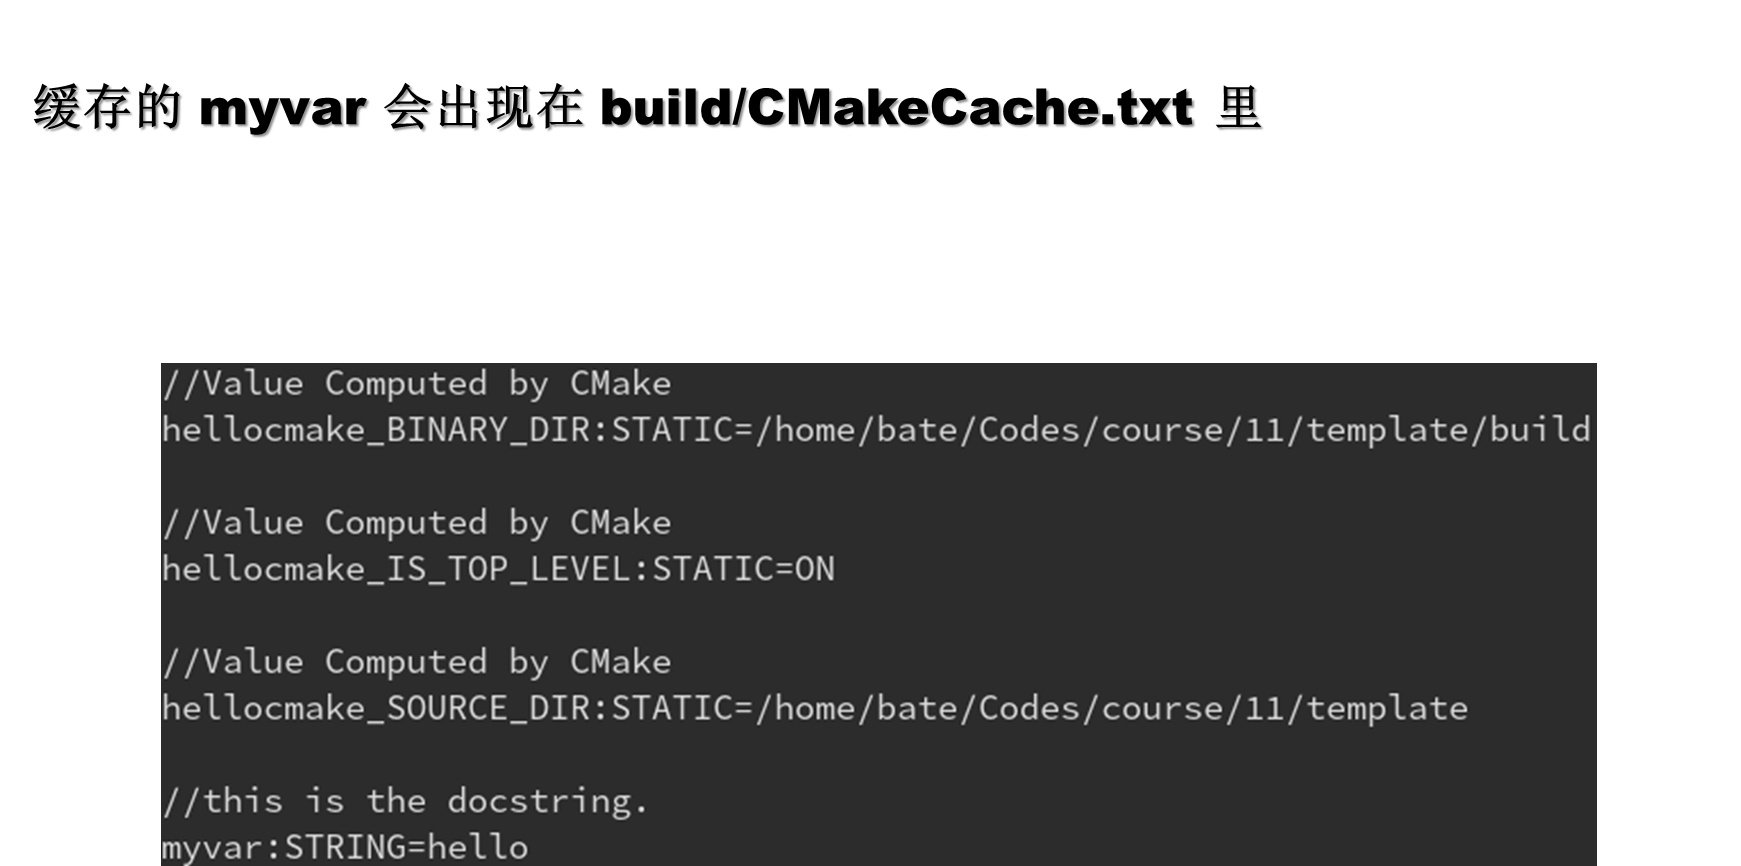 缓存的 myvar 会出现在 build/CMakeCache.txt 里
//Value Computed by CMake
hellocmake_BINARY_DIR:STATIC=/home/bate/Codes/course/11/template/build
//Value Computed by CMake
hellocmake_IS_TOP_LEVEL:STATIC=ON
//Value Computed by CMake
hellocmake_SOURCE_DIR:STATIC=/home/bate/Codes/course/11/template
//this is the docstring.
myvar:STRING=hello